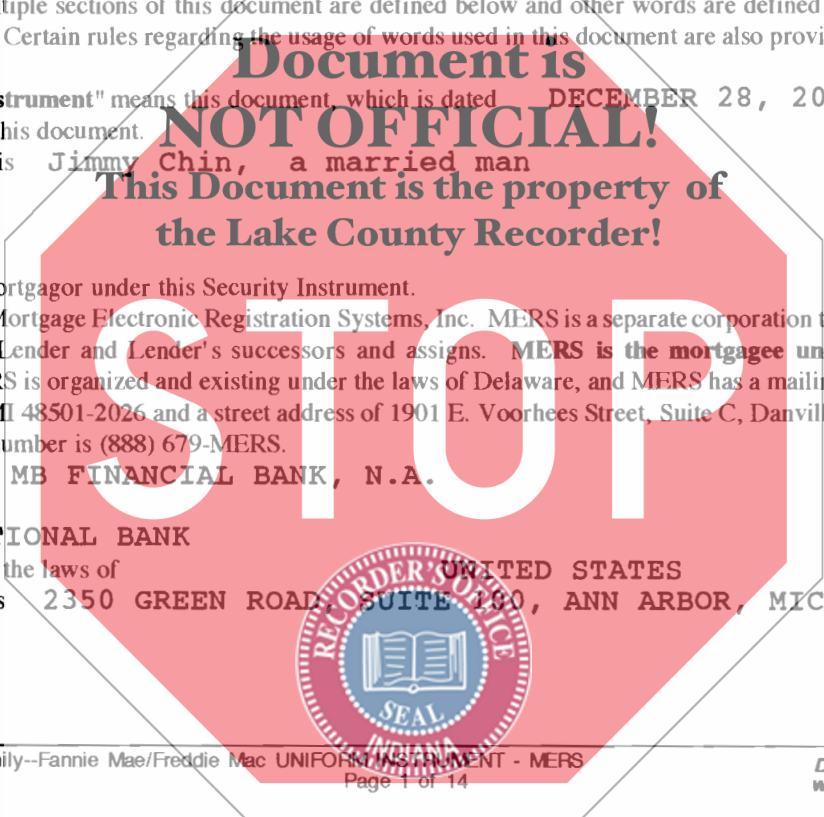 tiple sections of this document are defined below and other words are defined
Certain rules regarding the usage of words used in this document are also provi
Document is
strument" means this document, which is dated DECEMBER 28, 20
NOT OFFICIAL!
his document.
is Jimmy Chin, a married man
This Document is the property of
the Lake County Recorder!
ortgagor under this Security Instrument.
STOP
Mortgage Electronic Registration Systems, Inc. MERS is a separate corporation t
Lender and Lender's successors and assigns. MERS is the mortgagee un
S is organized and existing under the laws of Delaware, and MERS has a mailin
MI 48501-2026 and a street address of 1901 E. Voorhees Street, Suite C, Danvill
umber is (888) 679-MERS.
MB FINANCIAL BANK, N.A.
TIONAL BANK
the laws of UNITED STATES
s 2350 GREEN ROAD, SUITE 100, ANN ARBOR, MIC
RECORDER'S OFFICE
SEAL
INDIANA
ily--Fannie Mae/Freddie Mac UNIFORM INSTRUMENT - MERS
Page 1 of 14